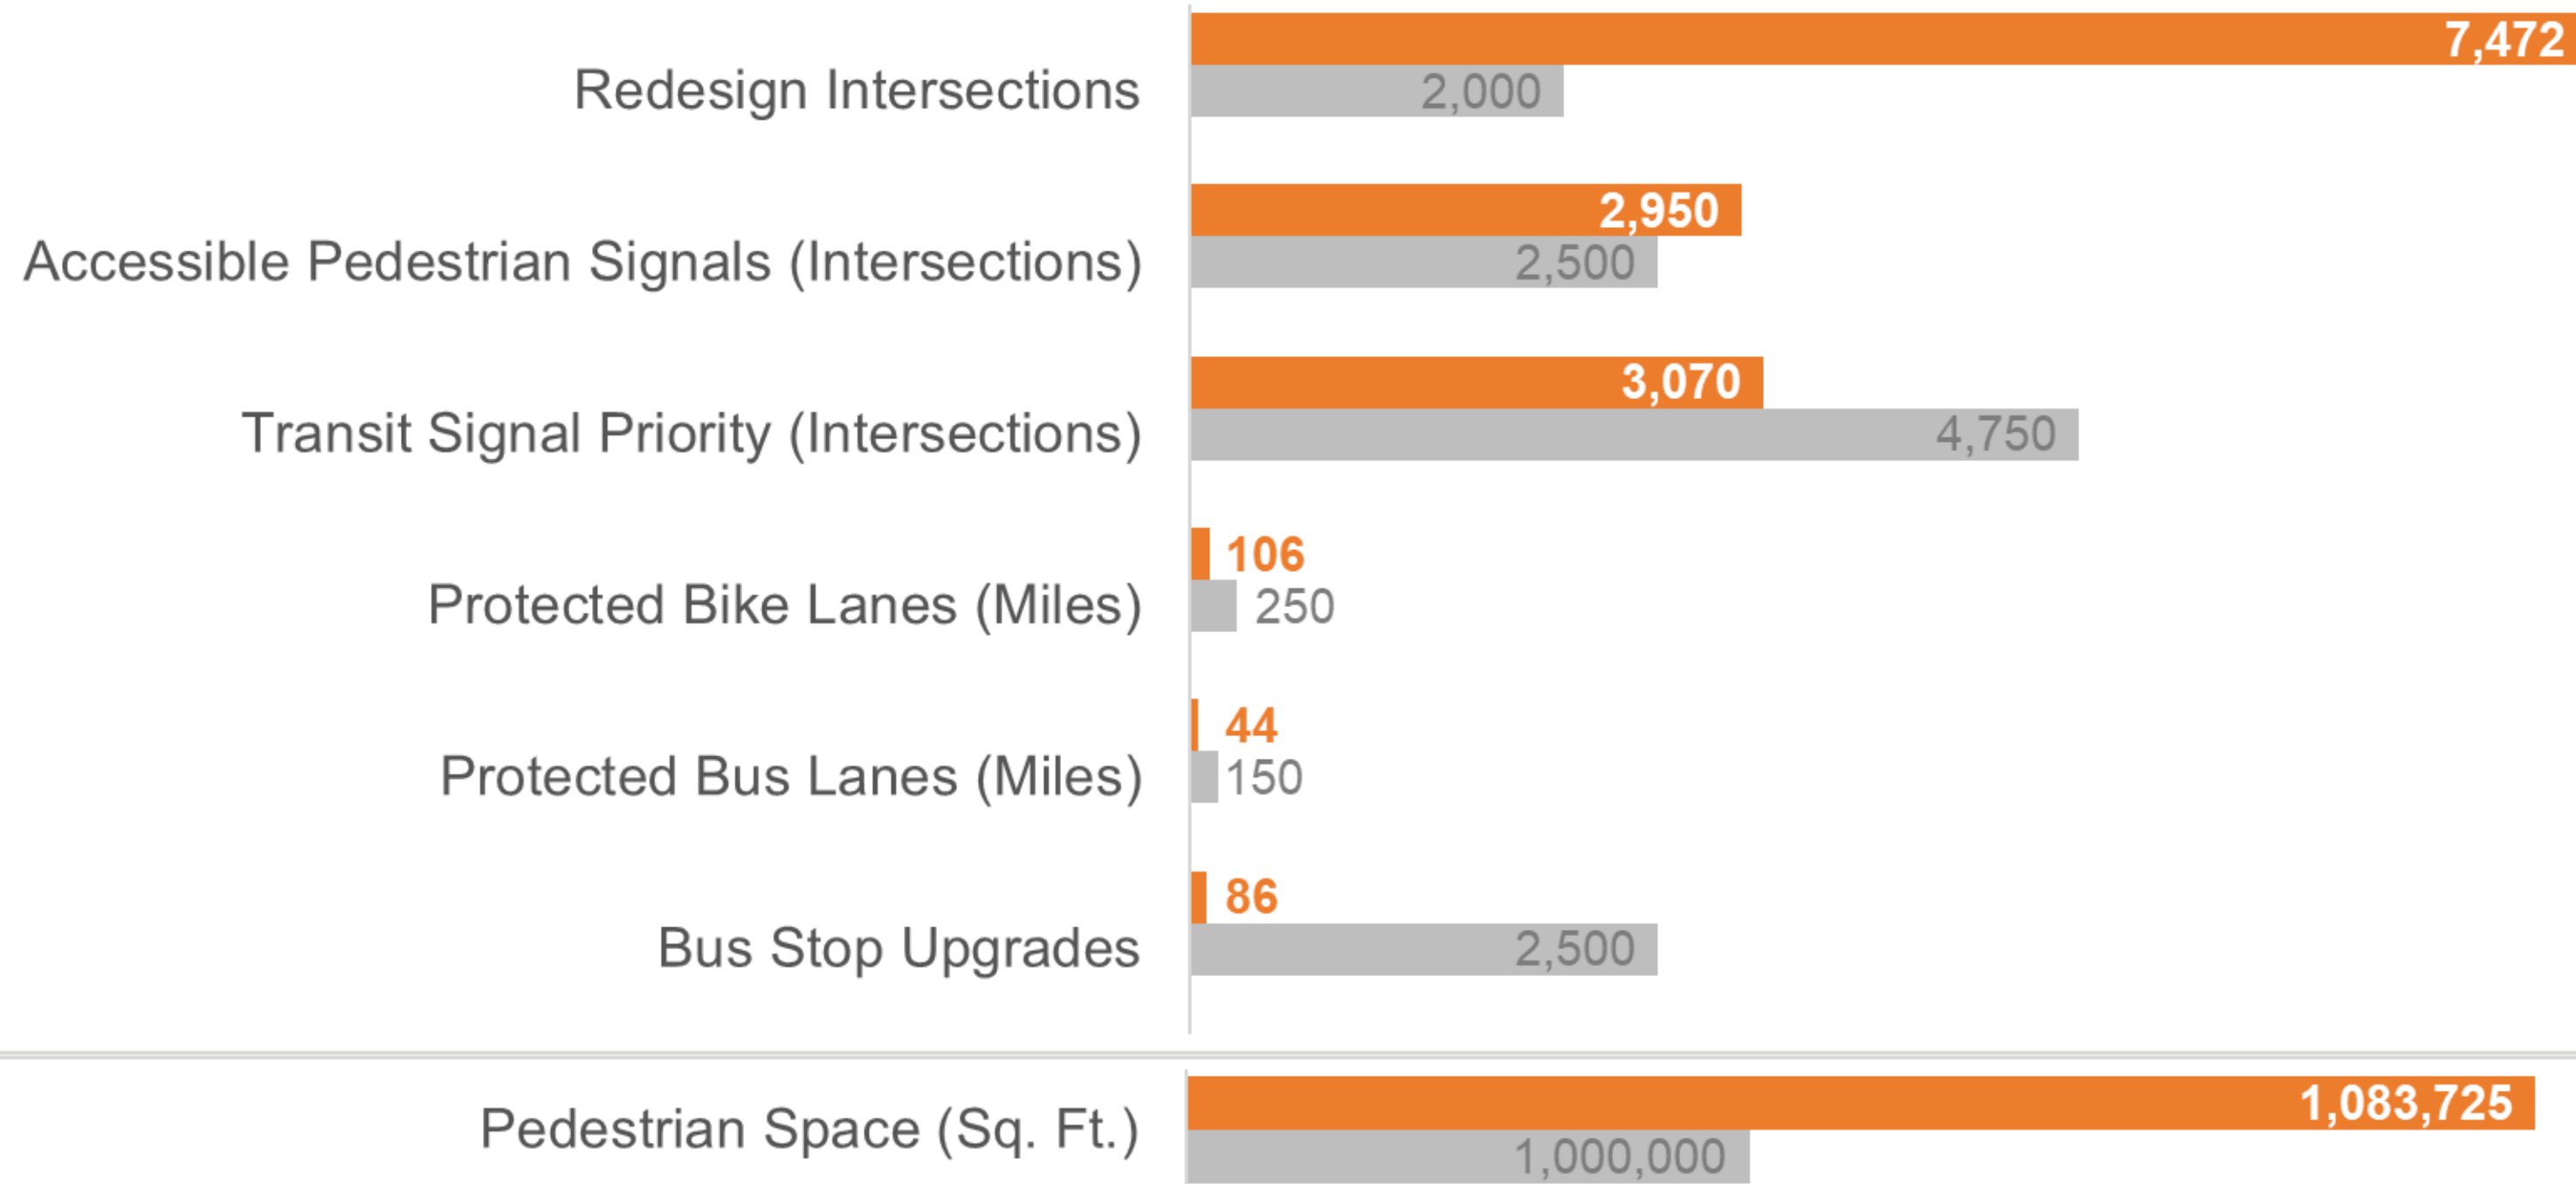 7,472
Redesign Intersections
2,000
2,950
Accessible Pedestrian Signals (Intersections)
2,500
3,070
Transit Signal Priority (Intersections)
4,750
106
Protected Bike Lanes (Miles)
250
44
Protected Bus Lanes (Miles)
150
86
Bus Stop Upgrades
2,500
1,083,725
Pedestrian Space (Sq. Ft.)
1,000,000